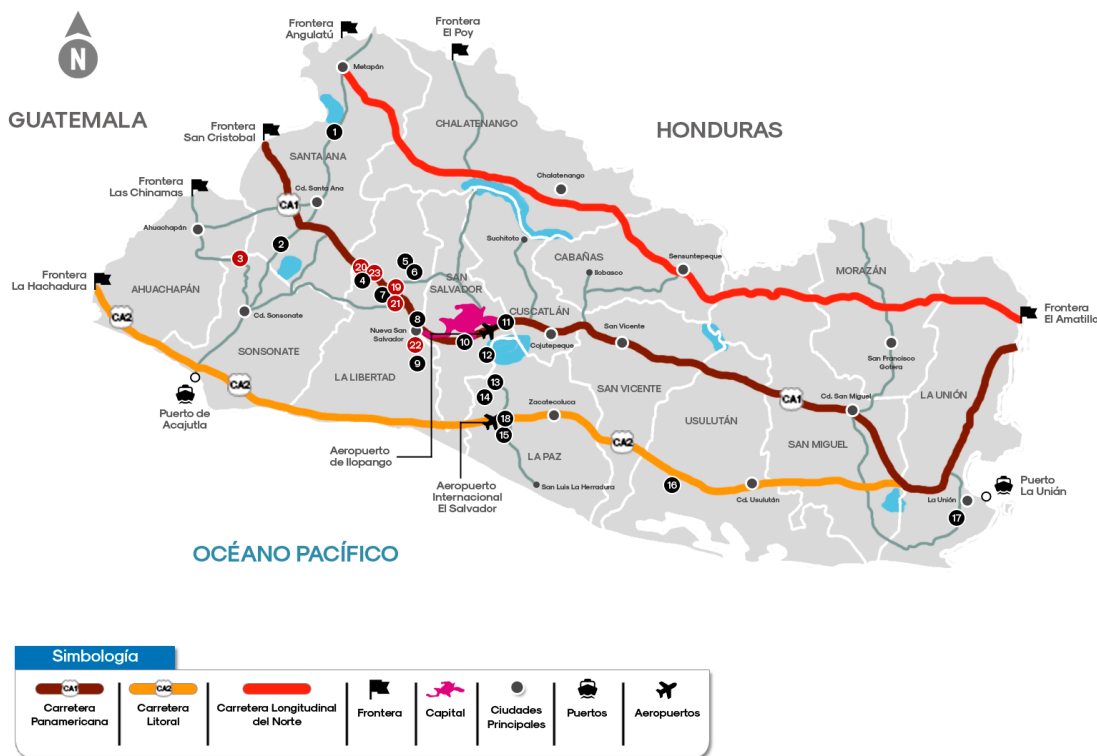 Frontera
Angulatú
Frontera
El Poy
N
Metapán
GUATEMALA
HONDURAS
Frontera
San Cristobal
1
CHALATENANGO
SANTA ANA
Frontera
Las Chinamas
Cd. Santa Ana
Chalatenango
CA1
Ahuachapán
2
3
Suchitoto
CABAÑAS
Sensuntepeque
MORAZÁN
Frontera
La Hachadura
AHUACHAPÁN
20
23
4
5
6
7
19
21
SAN
SALVADOR
Ilobasco
CUSCATLÁN
Frontera
El Amatillo
CA2
Cd. Sonsonate
8
Nueva San
Salvador
22
9
10
11
12
Cojutepeque
San Vicente
San Francisco
Gotera
SONSONATE
LA LIBERTAD
CA2
13
14
SAN VICENTE
CA1
Cd. San Miguel
LA UNIÓN
Puerto de
Acajutla
Zacatecoluca
18
15
USULUTÁN
SAN MIGUEL
CA2
Aeropuerto
de Ilopango
LA PAZ
Aeropuerto
Internacional
El Salvador
San Luis La Herradura
16
Cd. Usulután
La Unión
17
Puerto
La Unián
OCÉANO PACÍFICO
Simbología
CA1
Carretera
Panamericana
CA2
Carretera
Litoral
Carretera Longitudinal
del Norte
Frontera
Capital
Ciudades
Principales
Puertos
Aeropuertos